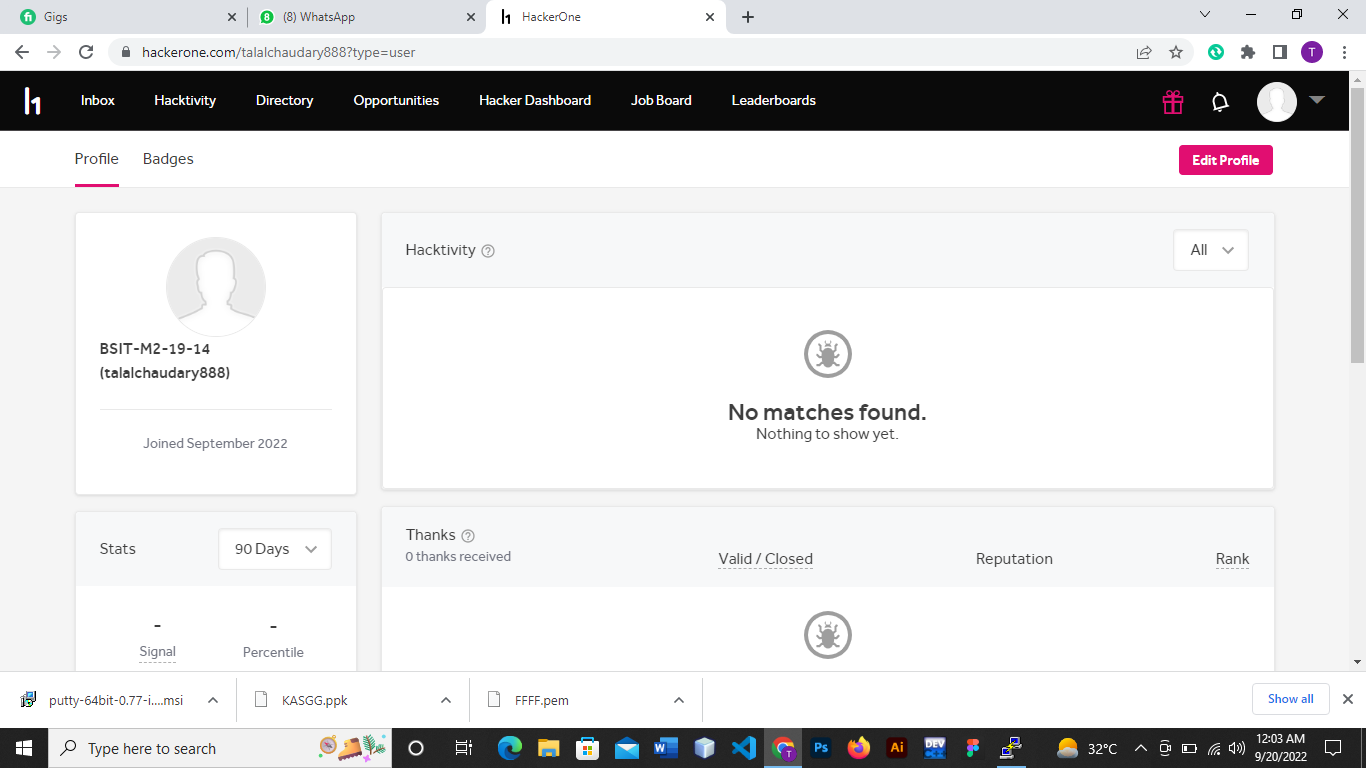 Gigs
(8) WhatsApp
HackerOne
hackerone.com/talalchaudary888?type=user
T
Inbox
Hacktivity
Directory
Opportunities
Hacker Dashboard
Job Board
Leaderboards
Profile
Badges
Edit Profile
BSIT-M2-19-14
(talalchaudary888)
Joined September 2022
Hacktivity
All
No matches found.
Nothing to show yet.
Stats
90 Days
-
Signal
-
Percentile
Thanks
0 thanks received
Valid / Closed
Reputation
Rank
putty-64bit-0.77-i....msi
KASGG.ppk
FFFF.pem
Show all
Type here to search
32°C
12:03 AM
9/20/2022